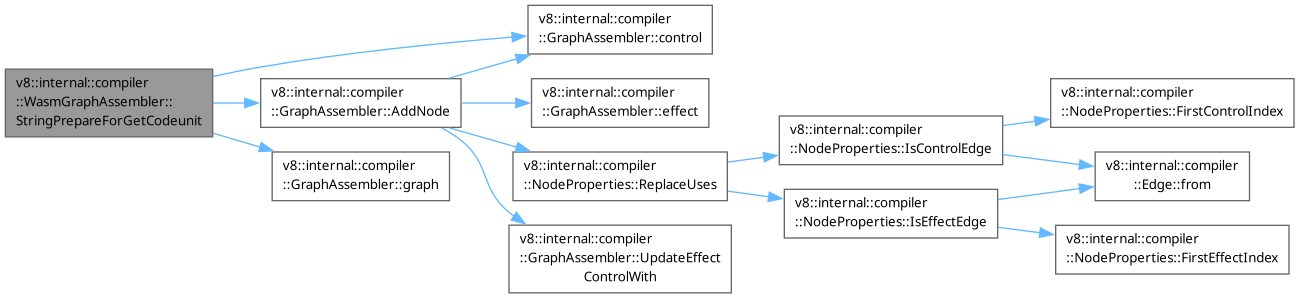 v8::internal::compiler
::WasmGraphAssembler::
StringPrepareForGetCodeunit
v8::internal::compiler
::GraphAssembler::AddNode
v8::internal::compiler
::GraphAssembler::graph
v8::internal::compiler
::GraphAssembler::control
v8::internal::compiler
::GraphAssembler::effect
v8::internal::compiler
::NodeProperties::ReplaceUses
v8::internal::compiler
::GraphAssembler::UpdateEffect
ControlWith
v8::internal::compiler
::NodeProperties::IsControlEdge
v8::internal::compiler
::NodeProperties::IsEffectEdge
v8::internal::compiler
::NodeProperties::FirstControlIndex
v8::internal::compiler
::Edge::from
v8::internal::compiler
::NodeProperties::FirstEffectIndex